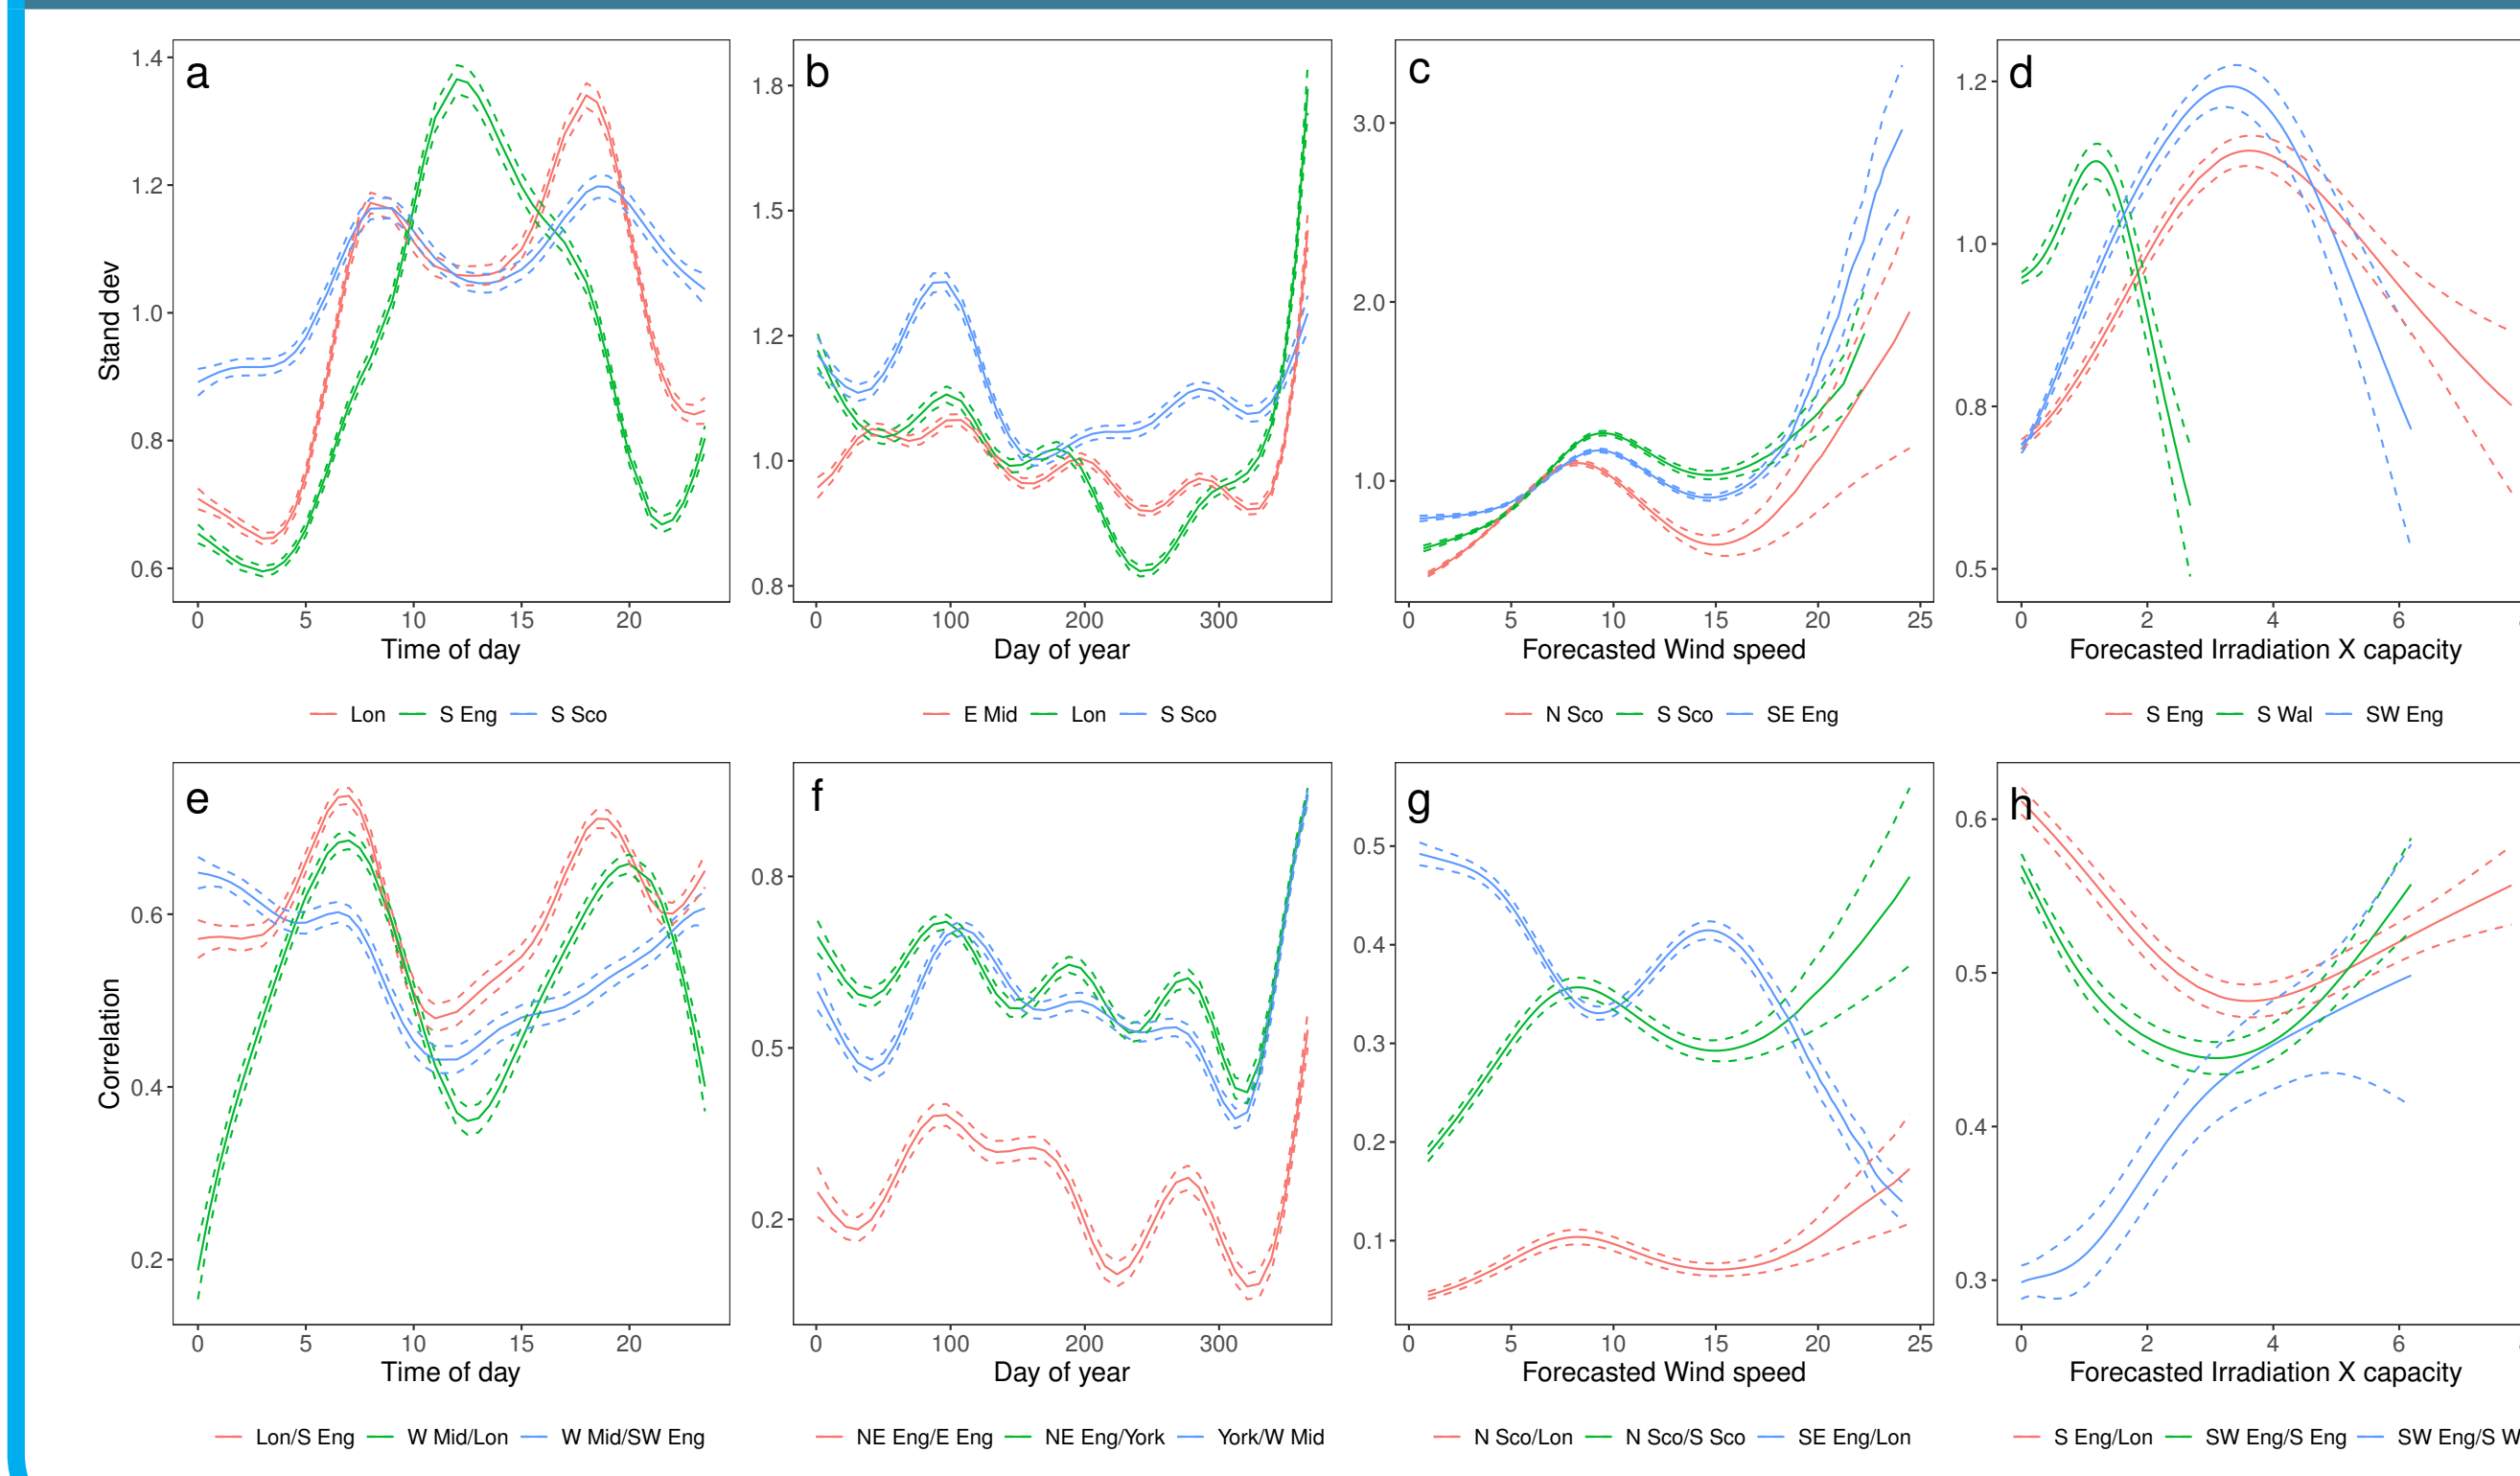 a
1.4
1.2
1.0
0.8
0.6
Stand dev
0 5 10 15 20
Time of day
Lon S Eng S Sco
b
1.8
1.5
1.2
1.0
0.8
0 100 200 300
Day of year
E Mid Lon S Sco
c
3.0
2.0
1.0
0 5 10 15 20 25
Forecasted Wind speed
N Sco S Sco SE Eng
d
1.2
1.0
0.8
0.5
0 2 4 6
Forecasted Irradiation X capacity
S Eng S Wal SW Eng
e
0.6
0.4
0.2
Correlation
0 5 10 15 20
Time of day
Lon/S Eng W Mid/Lon W Mid/SW Eng
f
0.8
0.5
0.2
0 100 200 300
Day of year
NE Eng/E Eng NE Eng/York York/W Mid
g
0.5
0.4
0.3
0.2
0.1
0 5 10 15 20 25
Forecasted Wind speed
N Sco/Lon N Sco/S Sco SE Eng/Lon
h
0.6
0.5
0.4
0.3
0 2 4 6
Forecasted Irradiation X capacity
S Eng/Lon SW Eng/S Eng SW Eng/S W